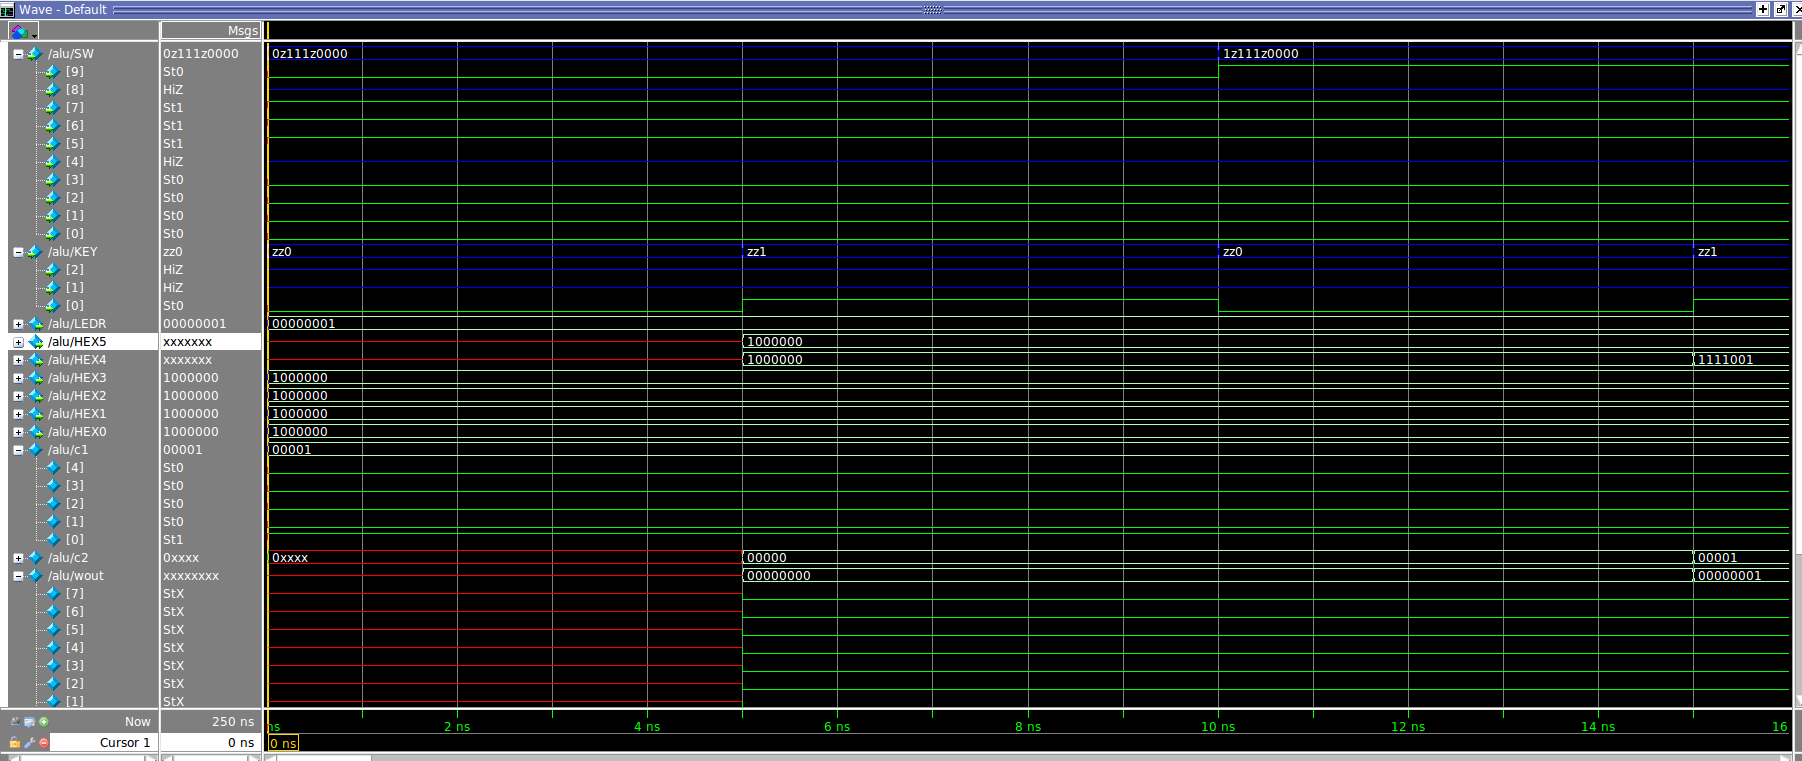 Wave - Default
Msgs
/alu/SW 0z111z0000 0z111z0000 1z111z0000
[9] St0
[8] HiZ
[7] St1
[6] St1
[5] St1
[4] HiZ
[3] St0
[2] St0
[1] St0
[0] St0
/alu/KEY zz0 zz0 zz1 zz0 zz1
[2] HiZ
[1] HiZ
[0] St0
/alu/LEDR 00000001 00000001
/alu/HEX5 xxxxxxx 1000000
/alu/HEX4 xxxxxxx 1000000 1111001
/alu/HEX3 1000000 1000000
/alu/HEX2 1000000 1000000
/alu/HEX1 1000000 1000000
/alu/HEX0 1000000 1000000
/alu/c1 00001 00001
[4] St0
[3] St0
[2] St0
[1] St0
[0] St1
/alu/c2 0xxxx 0xxxx 00000 00001
/alu/wout xxxxxxxx 00000000 00000001
[7] StX
[6] StX
[5] StX
[4] StX
[3] StX
[2] StX
[1] StX
Now 250 ns ns 2 ns 4 ns 6 ns 8 ns 10 ns 12 ns 14 ns 16
Cursor 1 0 ns 0 ns